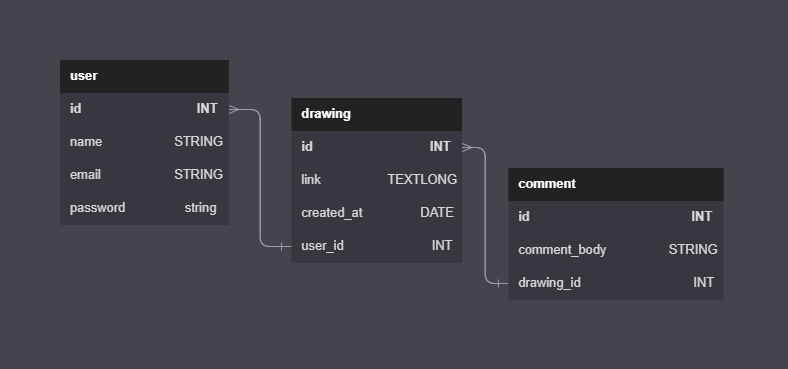 user
id INT
name STRING
email STRING
password string
drawing
id INT
link TEXTLONG
created_at DATE
user_id INT
comment
id INT
comment_body STRING
drawing_id INT